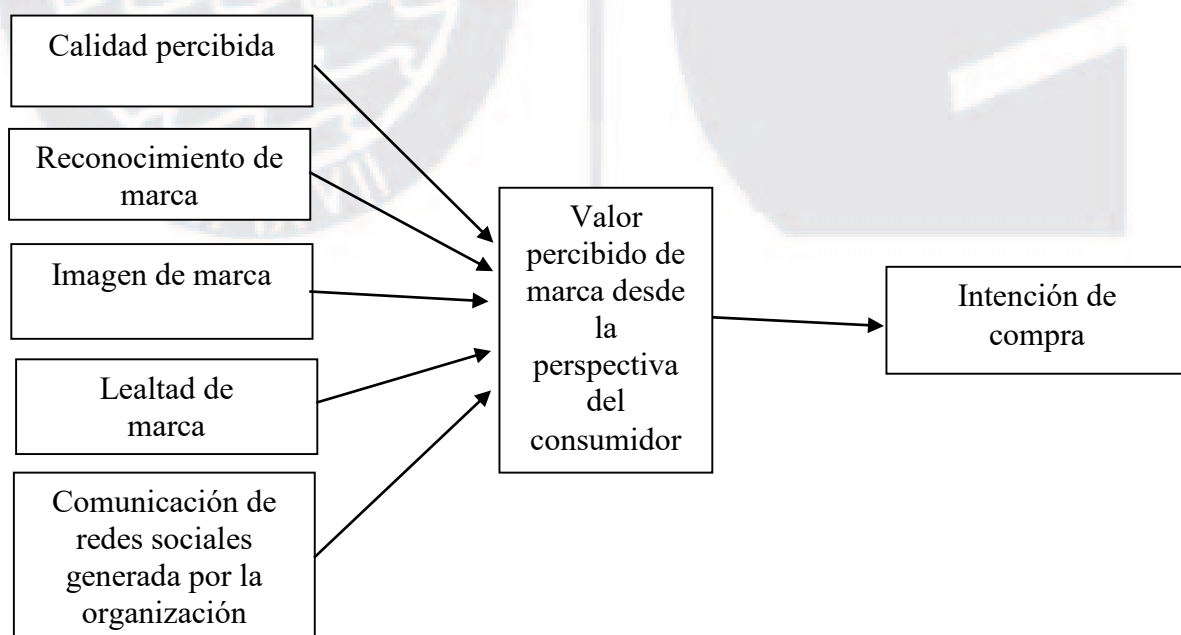 Calidad percibida
Reconocimiento de
marca
Imagen de marca
Lealtad de
marca
Comunicación de
redes sociales
generada por la
organización
Valor
percibido de
marca desde
la
perspectiva
del
consumidor
Intención de
compra